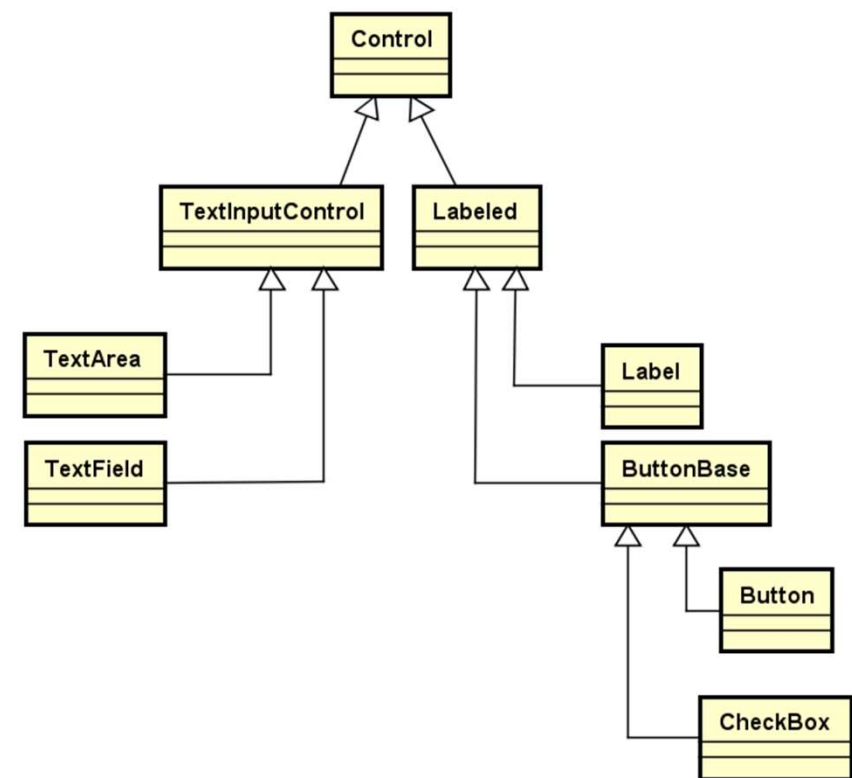 Control
TextInputControl
Labeled
TextArea
Label
TextField
ButtonBase
Button
CheckBox